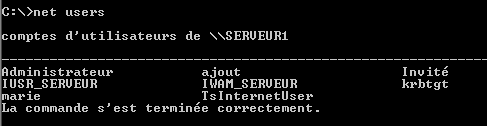 C:\>net users
comptes d'utilisateurs de \\SERVEUR1
-------------------------------------------------------------------------------
Administrateur ajout Invité
IUSR_SERVEUR IWAM_SERVEUR krbtgt
marie TsInternetUser
La commande s'est terminée correctement.